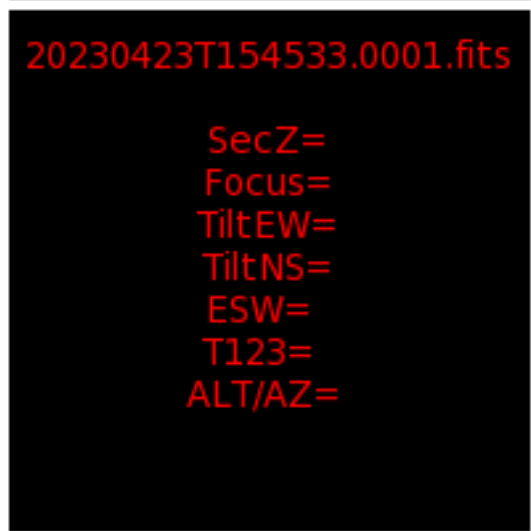 20230423T154533.0001.fits
SecZ=
Focus=
TiltEW=
TiltNS=
ESW=
T123=
ALT/AZ=